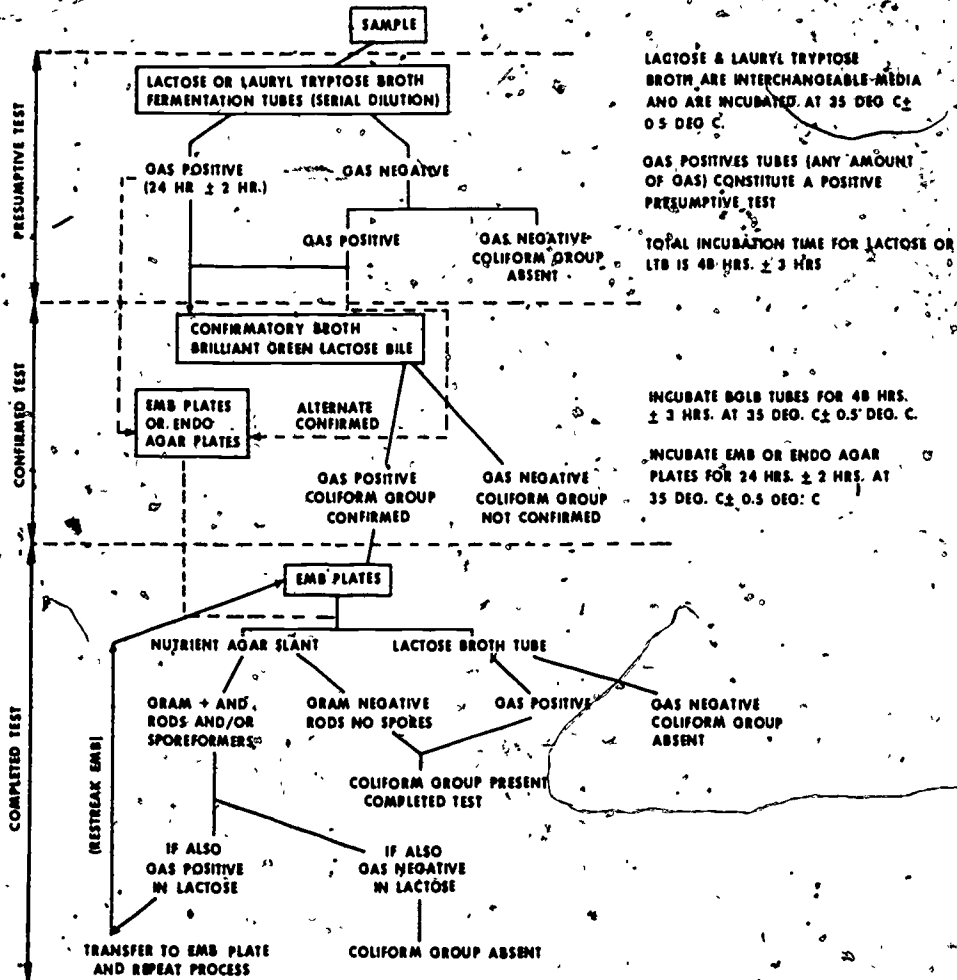 SAMPLE
PRESUMPTIVE TEST
LACTOSE OR LAURYL TRYPTOSE BROTH
FERMENTATION TUBES (SERIAL DILUTION)
LACTOSE & LAURYL TRYPTOSE
BROTH ARE INTERCHANGEABLE MEDIA
AND ARE INCUBATED AT 35 DEG C±
0.5 DEG C.
GAS POSITIVE
(24 HR ± 2 HR.)
GAS NEGATIVE
GAS POSITIVES TUBES (ANY AMOUNT
OF GAS) CONSTITUTE A POSITIVE
PRESUMPTIVE TEST
GAS POSITIVE
GAS NEGATIVE
COLIFORM GROUP
ABSENT
TOTAL INCUBATION TIME FOR LACTOSE OR
LTB IS 48 HRS. ± 3 HRS
CONFIRMED TEST
CONFIRMATORY BROTH
BRILLIANT GREEN LACTOSE BILE
EMB PLATES
OR ENDO
AGAR PLATES
ALTERNATE
CONFIRMED
INCUBATE BGLB TUBES FOR 48 HRS.
± 3 HRS. AT 35 DEG. C± 0.5 DEG. C.
GAS POSITIVE
COLIFORM GROUP
CONFIRMED
GAS NEGATIVE
COLIFORM GROUP
NOT CONFIRMED
INCUBATE EMB OR ENDO AGAR
PLATES FOR 24 HRS. ± 2 HRS. AT
35 DEG. C± 0.5 DEG. C
COMPLETED TEST
EMB PLATES
NUTRIENT AGAR SLANT
LACTOSE BROTH TUBE
(RESTREAK EMB)
GRAM + AND
RODS AND/OR
SPOREFORMERS
GRAM NEGATIVE
RODS NO SPORES
GAS POSITIVE
GAS NEGATIVE
COLIFORM GROUP
ABSENT
COLIFORM GROUP PRESENT
COMPLETED TEST
IF ALSO
GAS POSITIVE
IN LACTOSE
IF ALSO
GAS NEGATIVE
IN LACTOSE
TRANSFER TO EMB PLATE
AND REPEAT PROCESS
COLIFORM GROUP ABSENT